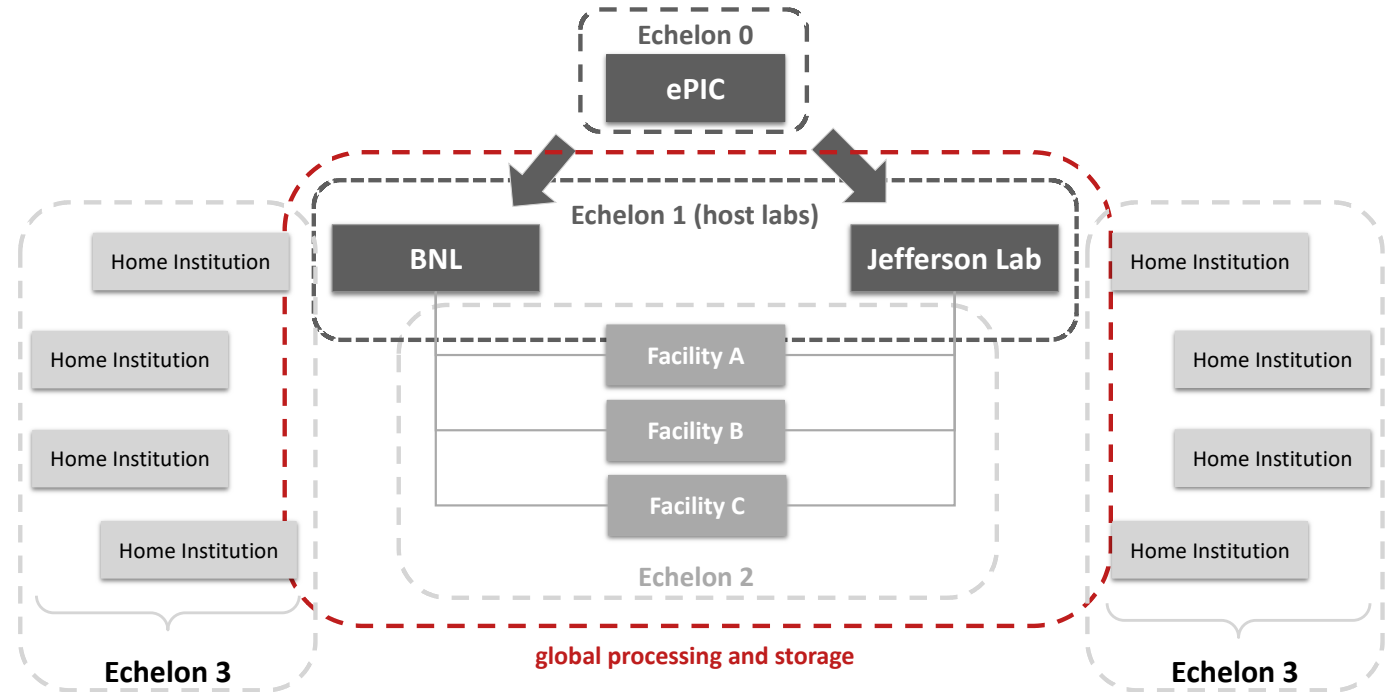 Echelon 0
ePIC
Echelon 1 (host labs)
BNL
Jefferson Lab
Home Institution
Home Institution
Home Institution
Home Institution
Facility A
Facility B
Facility C
Echelon 2
Home Institution
Home Institution
Home Institution
Home Institution
global processing and storage
Echelon 3
Echelon 3